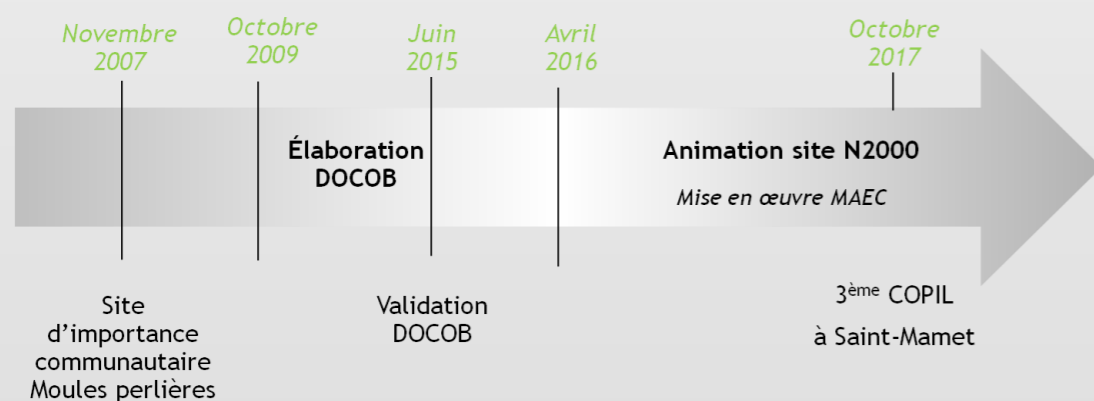 Novembre
2007
Octobre
2009
Juin
2015
Avril
2016
Octobre
2017
Élaboration
DOCOB
Animation site N2000
Mise en œuvre MAEC
Site
d’importance
communautaire
Moules perlières
Validation
DOCOB
3ème COPIL
à Saint-Mamet